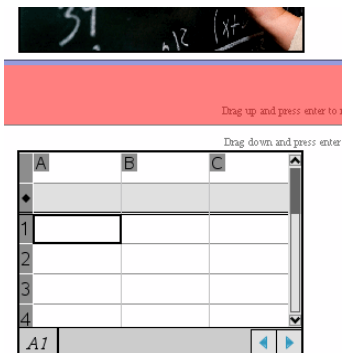 Drag up and press enter to
Drag down and press enter
A B C
1
2
3
4
A1